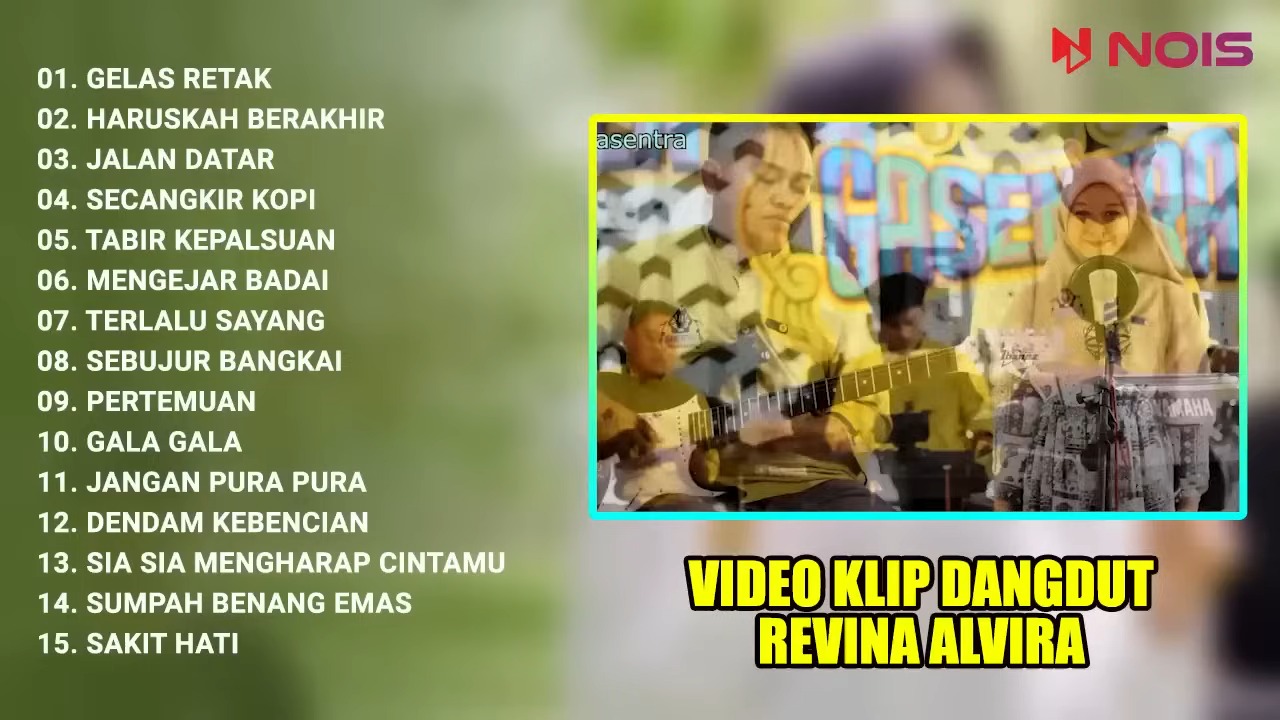 01. GELAS RETAK
02. HARUSKAH BERAKHIR
03. JALAN DATAR
04. SECANGKIR KOPI
05. TABIR KEPALSUAN
06. MENGEJAR BADAI
07. TERLALU SAYANG
08. SEBUJUR BANGKAI
09. PERTEMUAN
10. GALA GALA
11. JANGAN PURA PURA
12. DENDAM KEBENCIAN
13. SIA SIA MENGHARAP CINTAMU
14. SUMPAH BENANG EMAS
15. SAKIT HATI
NOIS
asentra
Ibanez
YAMAHA
VIDEO KLIP DANGDUT
REVINA ALVIRA